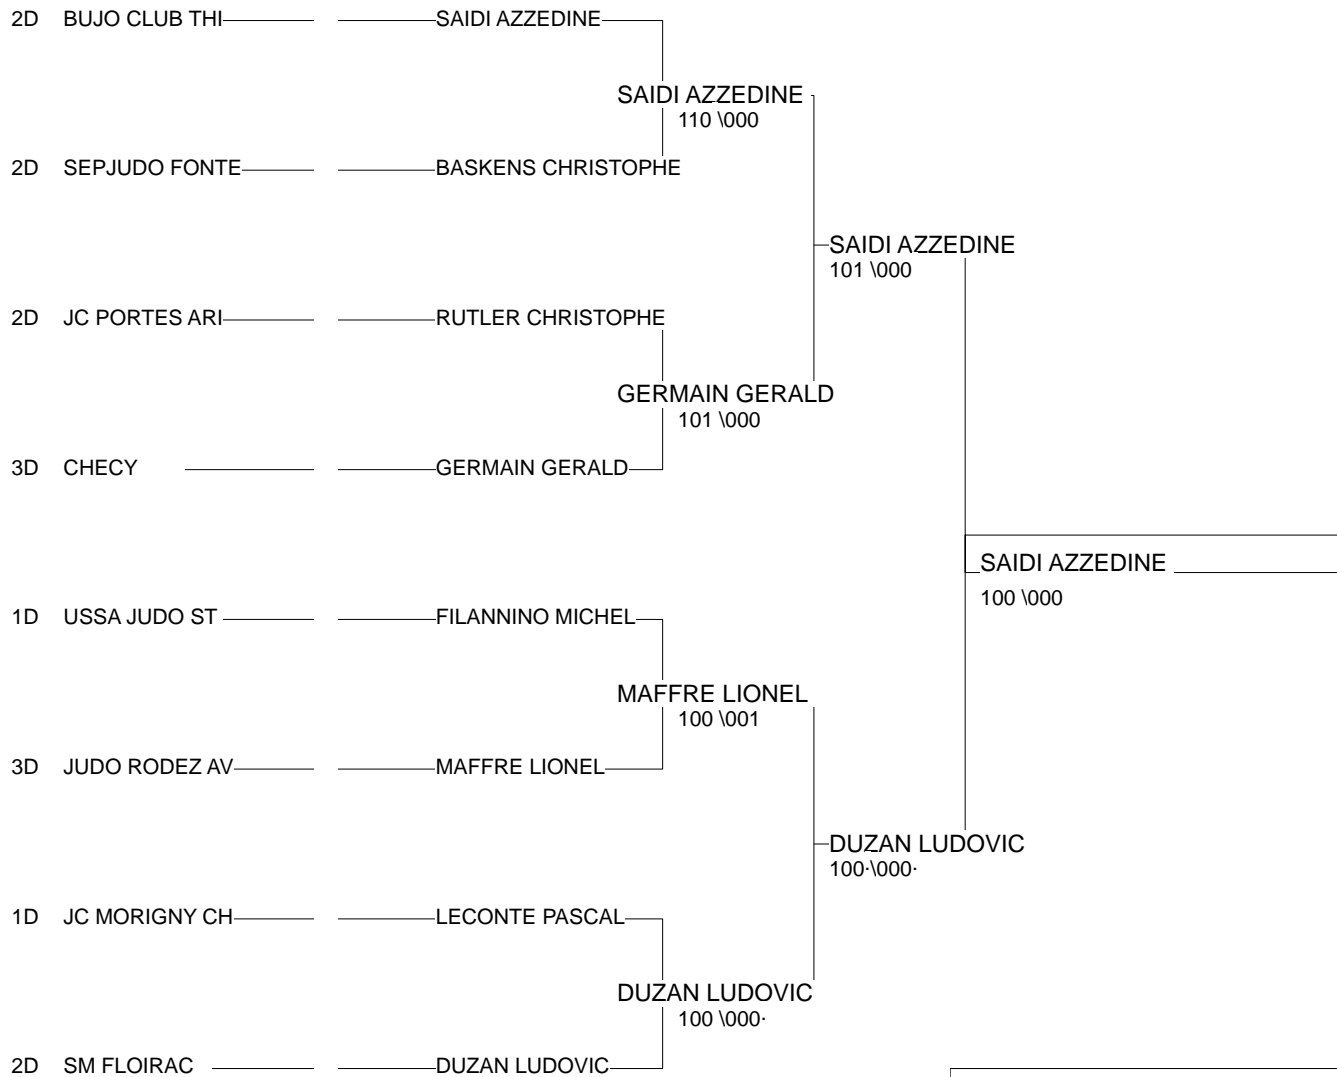 2D BUJO CLUB THI SAIDI AZZEDINE
SAIDI AZZEDINE
110 \000
2D SEPJUDO FONTE BASKENS CHRISTOPHE
SAIDI AZZEDINE
101 \000
2D JC PORTES ARI RUTLER CHRISTOPHE
GERMAIN GERALD
101 \000
3D CHECY GERMAIN GERALD
SAIDI AZZEDINE
100 \000
1D USSA JUDO ST FILANNINO MICHEL
MAFFRE LIONEL
100 \001
3D JUDO RODEZ AV MAFFRE LIONEL
DUZAN LUDOVIC
100·\000·
1D JC MORIGNY CH LECONTE PASCAL
DUZAN LUDOVIC
100 \000·
2D SM FLOIRAC DUZAN LUDOVIC